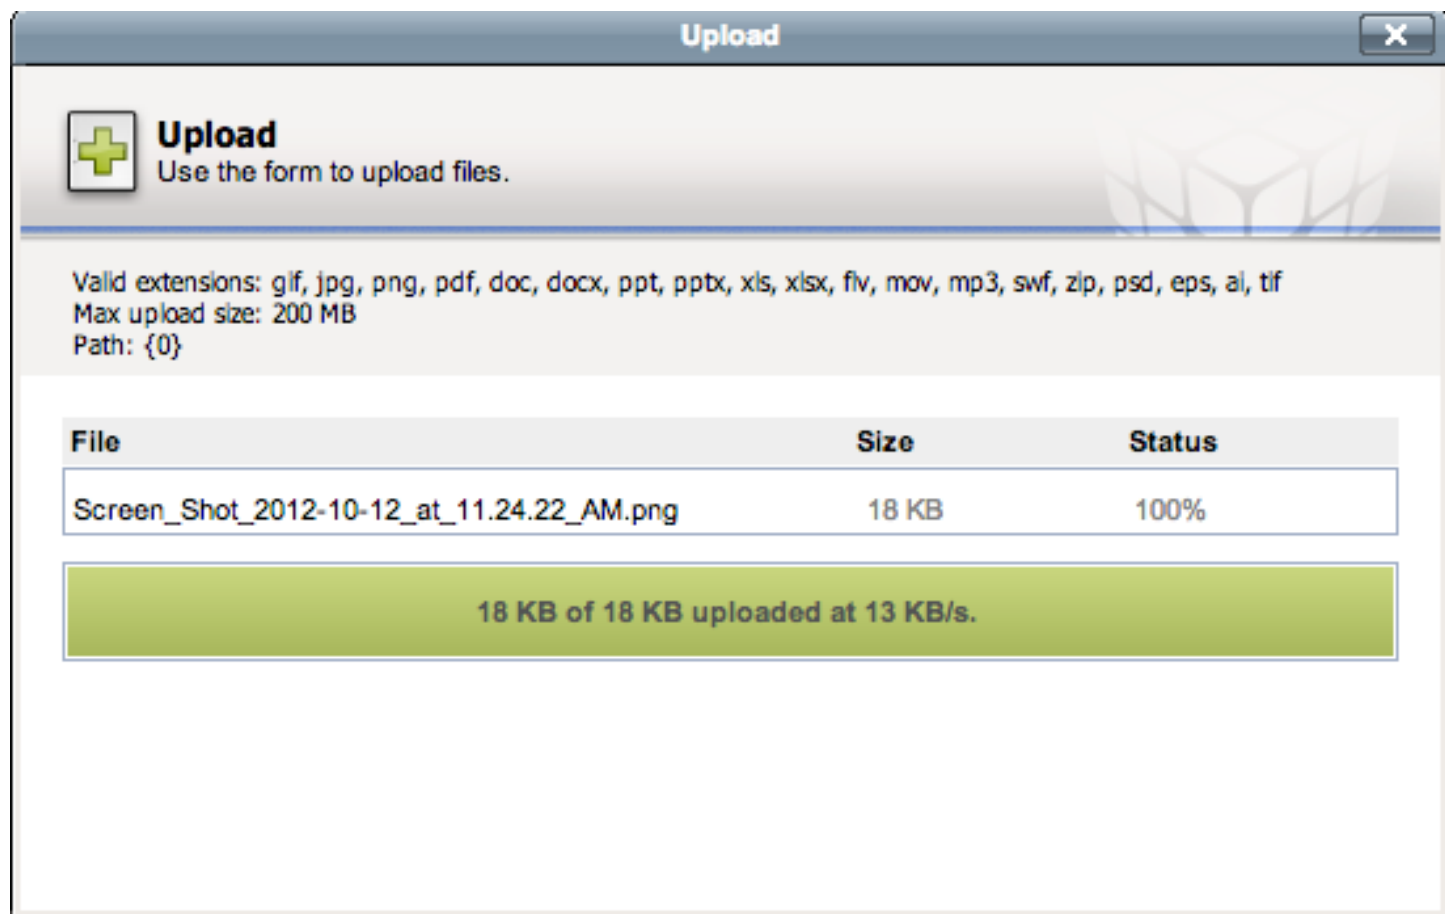 Upload
Upload
Use the form to upload files.
Valid extensions: gif, jpg, png, pdf, doc, docx, ppt, pptx, xls, xlsx, flv, mov, mp3, swf, zip, psd, eps, ai, tif
Max upload size: 200 MB
Path: {0}
File Size Status
Screen_Shot_2012-10-12_at_11.24.22_AM.png 18 KB 100%
18 KB of 18 KB uploaded at 13 KB/s.